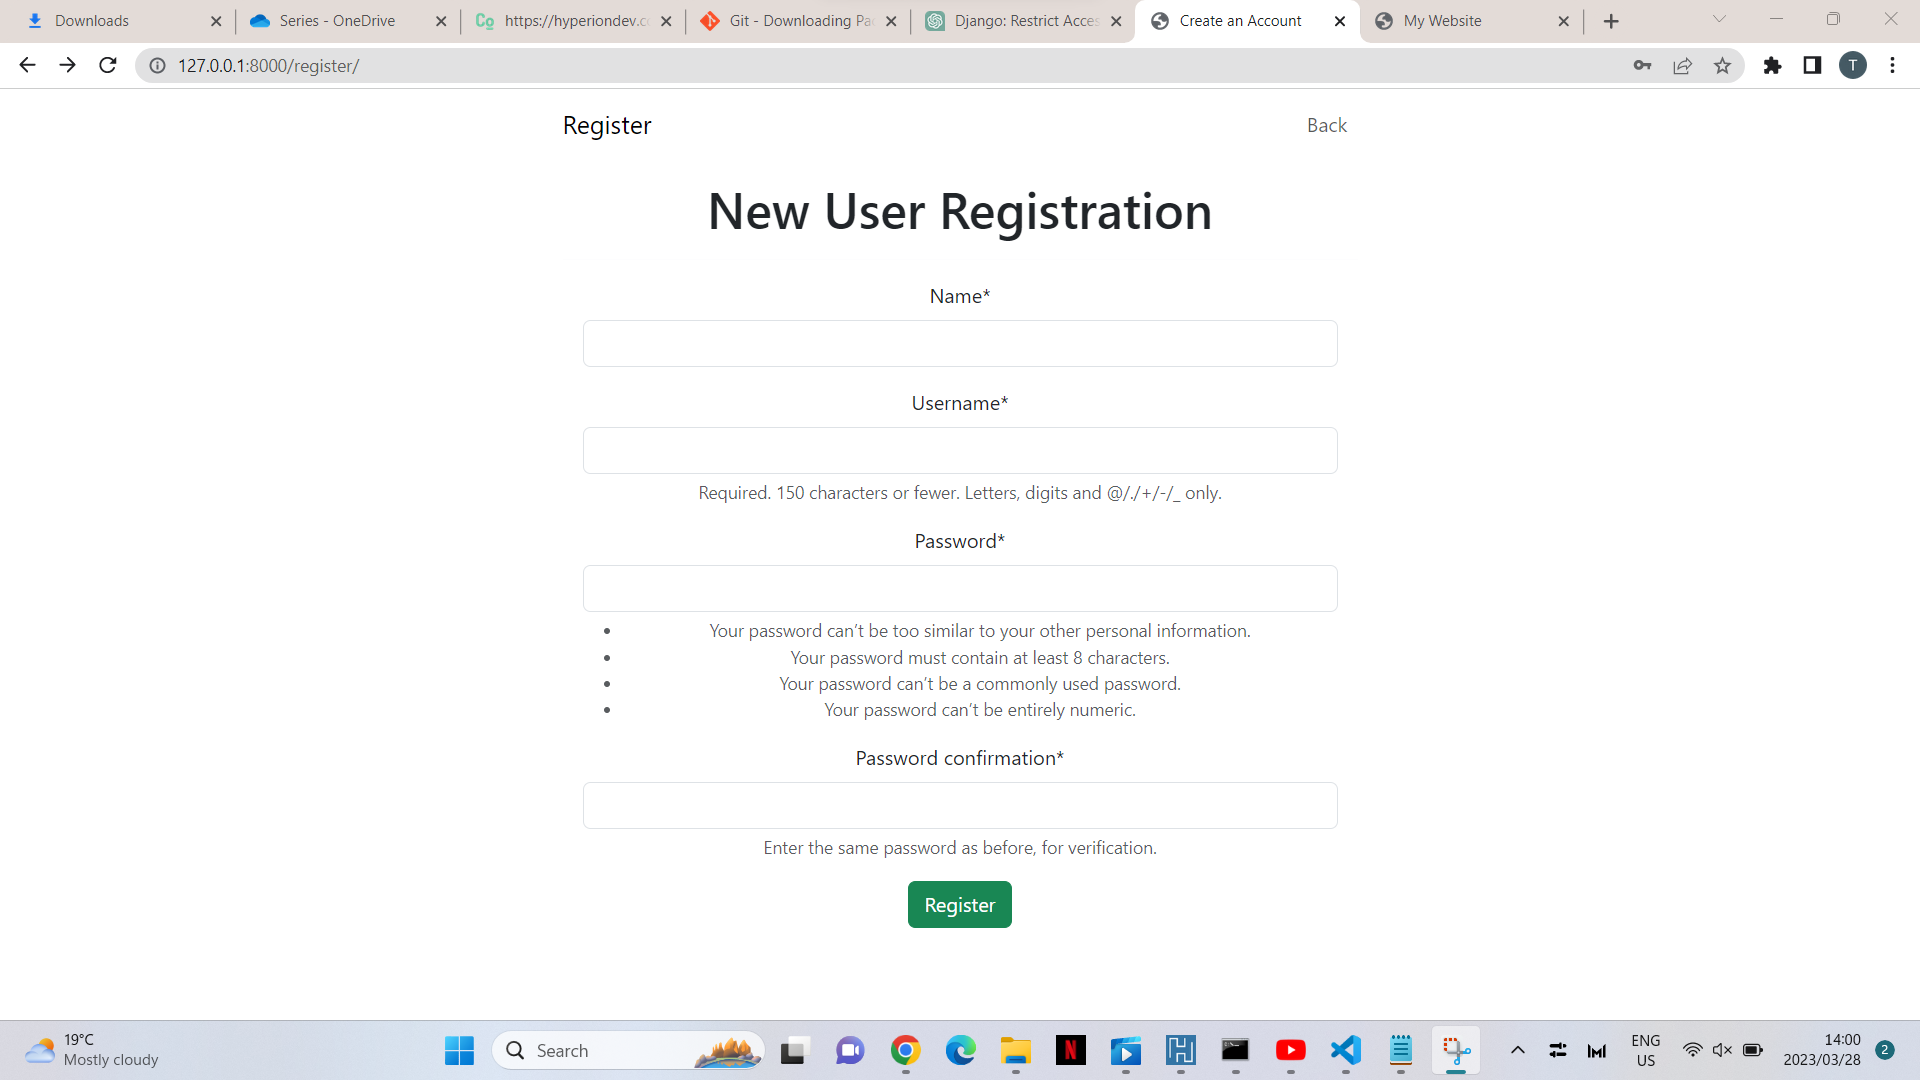 Downloads
Series - OneDrive
https://hyperiondev.c
Git - Downloading Pa
Django: Restrict Acces
Create an Account
My Website
127.0.0.1:8000/register/
T
Register
Back
New User Registration
Name*
Username*
Required. 150 characters or fewer. Letters, digits and @/./+/-/_ only.
Password*
• Your password can’t be too similar to your other personal information.
• Your password must contain at least 8 characters.
• Your password can’t be a commonly used password.
• Your password can’t be entirely numeric.
Password confirmation*
Enter the same password as before, for verification.
Register
19°C
Mostly cloudy
Search
ENG
US
14:00
2023/03/28
2